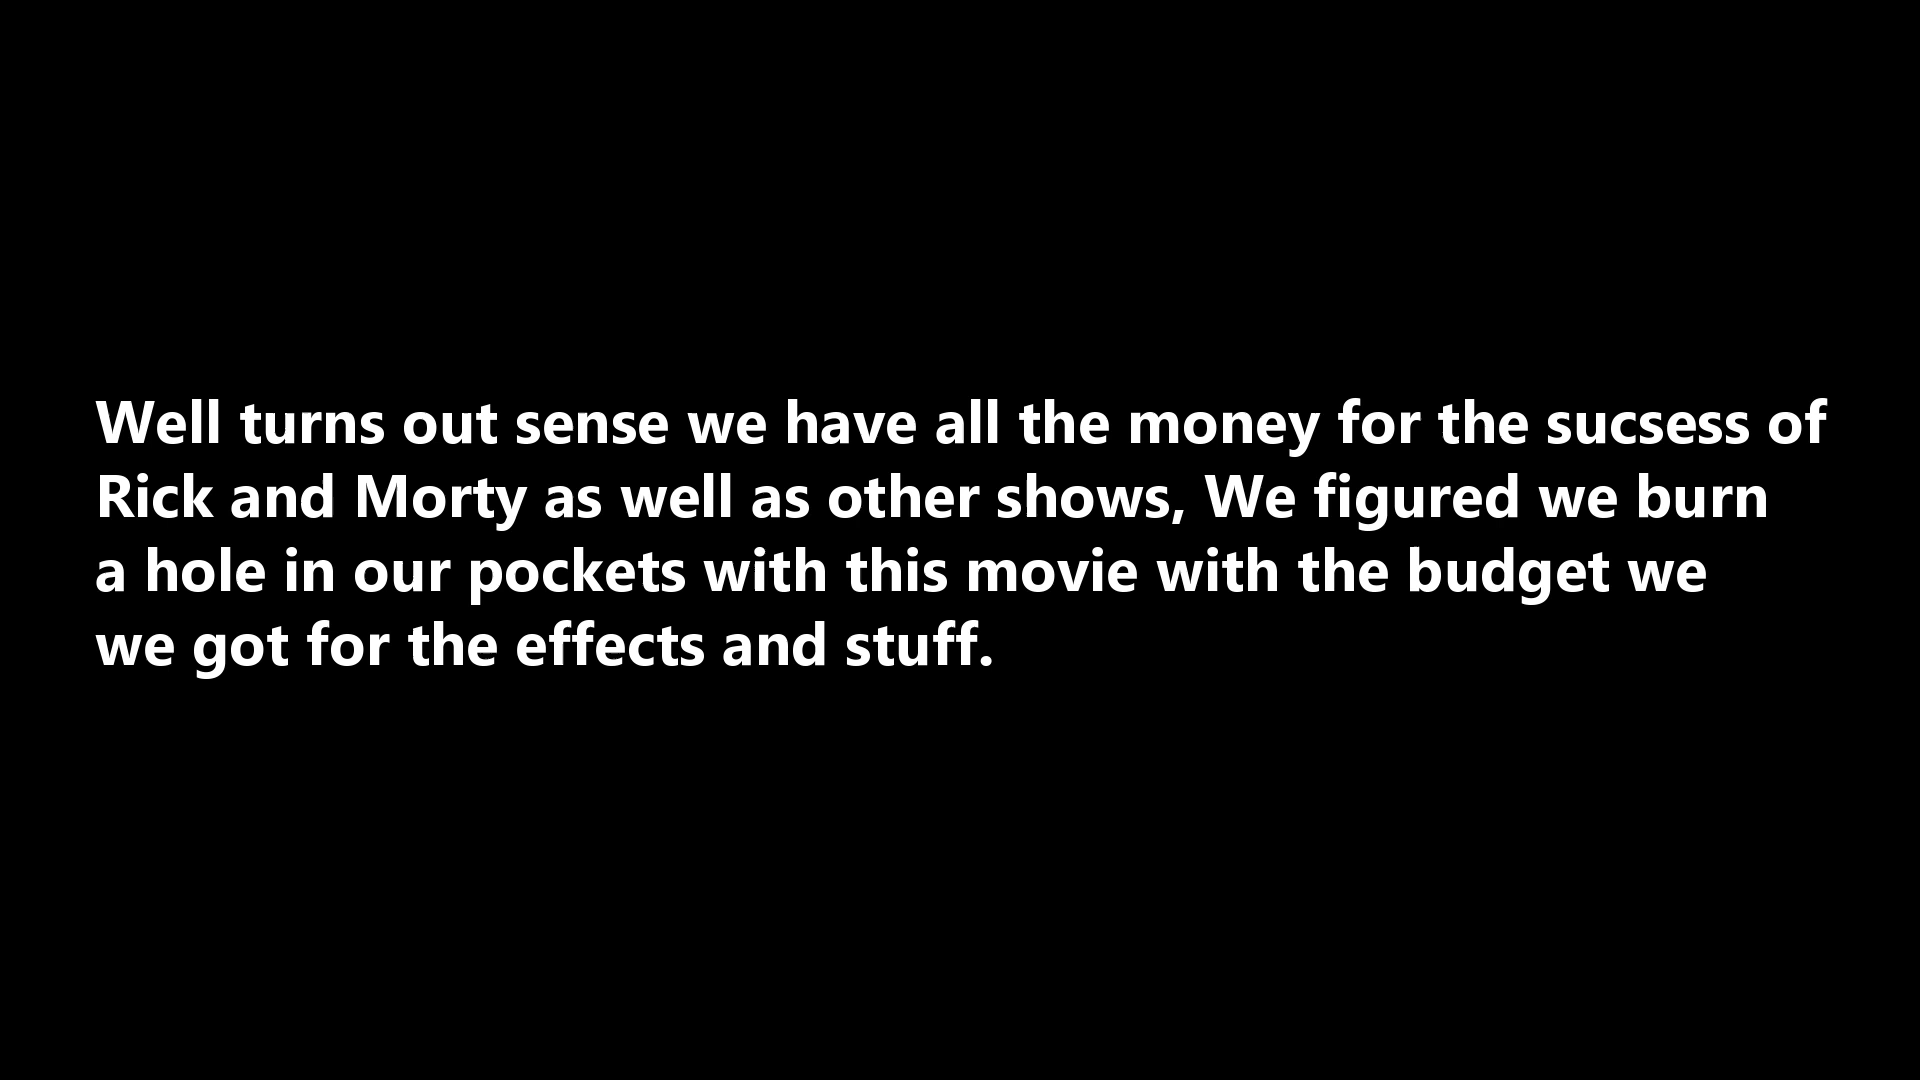 Well turns out sense we have all the money for the sucsess of
Rick and Morty as well as other shows, We figured we burn
a hole in our pockets with this movie with the budget we
we got for the effects and stuff.